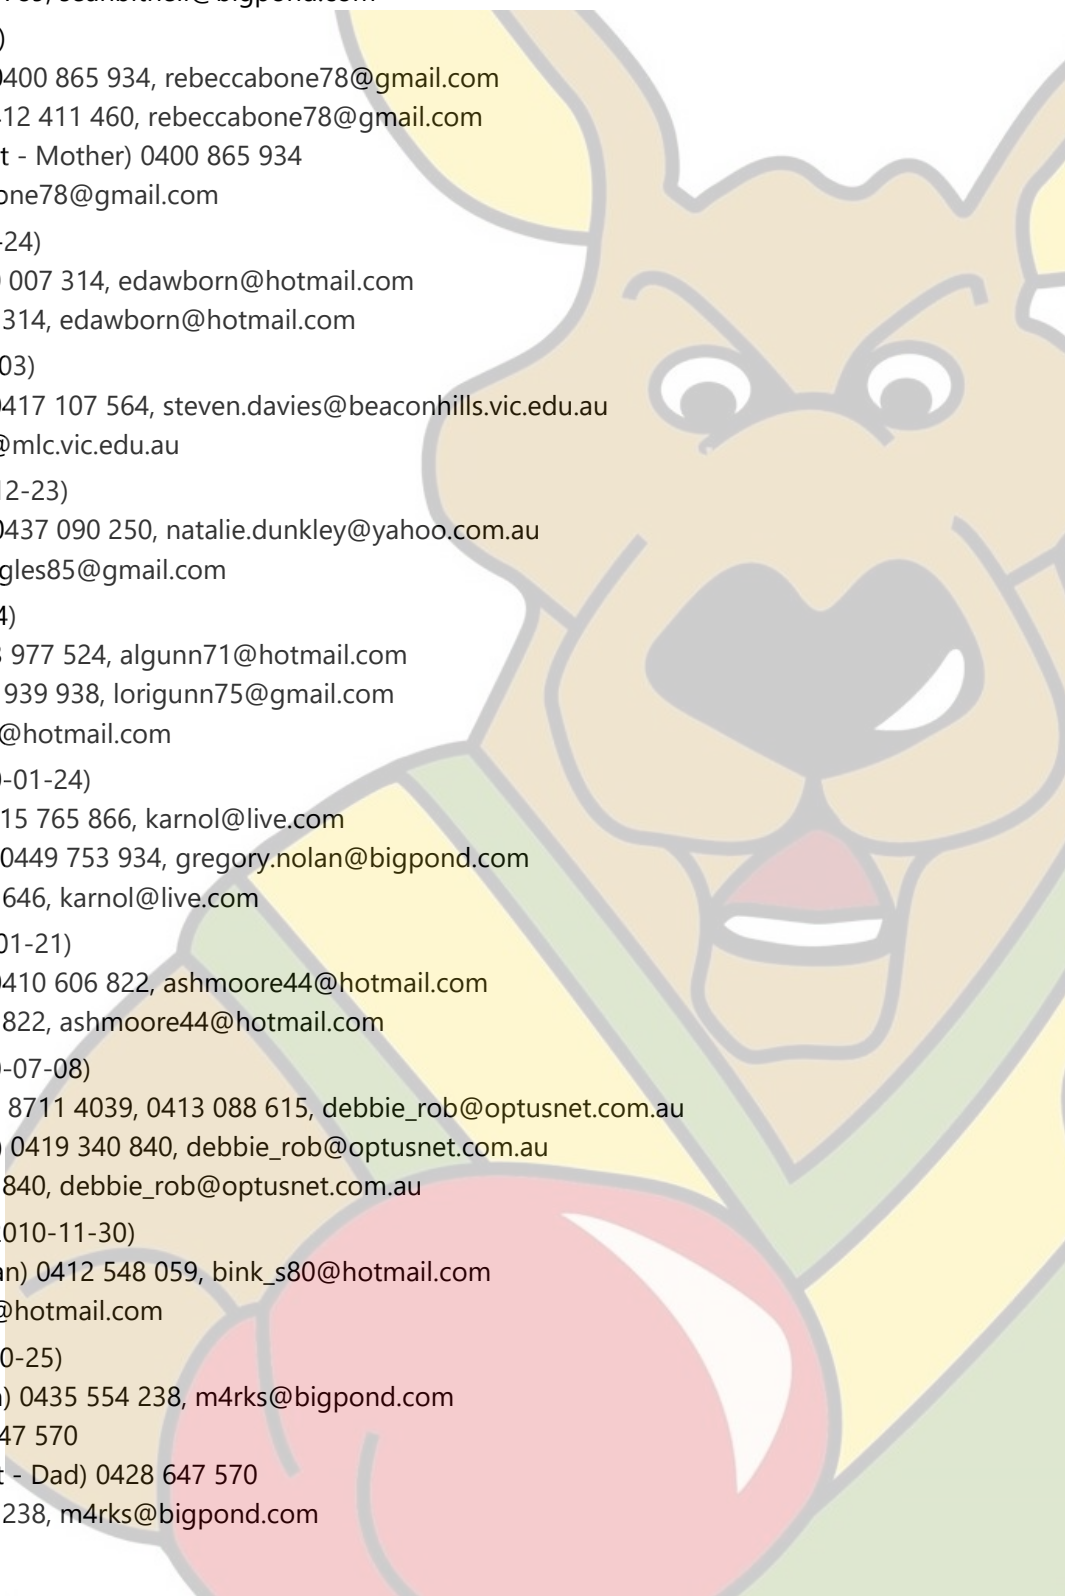 )
0400 865 934, rebeccabone78@gmail.com
12 411 460, rebeccabone78@gmail.com
t - Mother) 0400 865 934
one78@gmail.com
-24)
007 314, edawborn@hotmail.com
314, edawborn@hotmail.com
03)
0417 107 564, steven.davies@beaconhills.vic.edu.au
@mlc.vic.edu.au
12-23)
0437 090 250, natalie.dunkley@yahoo.com.au
gles85@gmail.com
4)
977 524, algunn71@hotmail.com
939 938, lorigunn75@gmail.com
@hotmail.com
-01-24)
15 765 866, karnol@live.com
0449 753 934, gregory.nolan@bigpond.com
646, karnol@live.com
01-21)
0410 606 822, ashmoore44@hotmail.com
822, ashmoore44@hotmail.com
-07-08)
8711 4039, 0413 088 615, debbie_rob@optusnet.com.au
) 0419 340 840, debbie_rob@optusnet.com.au
840, debbie_rob@optusnet.com.au
2010-11-30)
an) 0412 548 059, bink_s80@hotmail.com
@hotmail.com
0-25)
) 0435 554 238, m4rks@bigpond.com
47 570
t - Dad) 0428 647 570
238, m4rks@bigpond.com